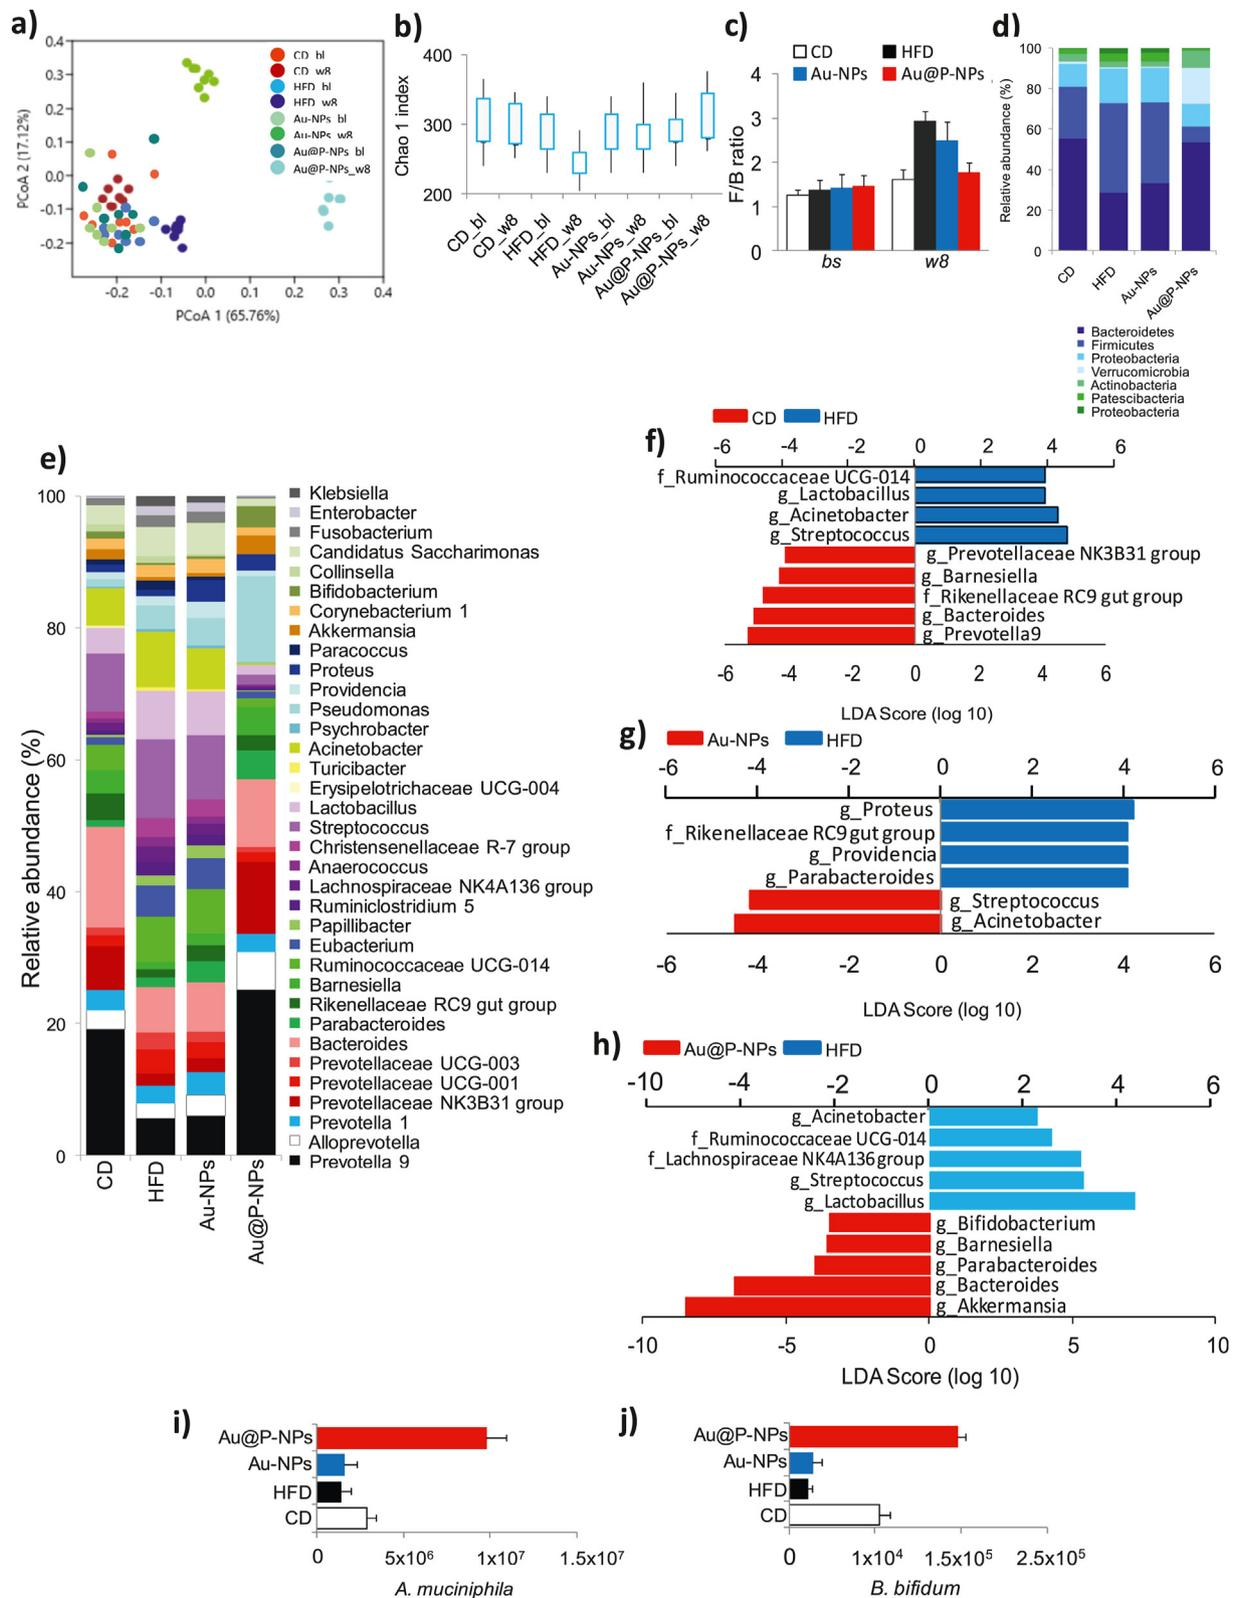 a)
0.4
0.3
0.2
0.1
0.0
-0.1
-0.2
PCoA 2 (17.12%)
-0.2
-0.1
0.0
0.1
0.2
0.3
0.4
PCoA 1 (65.76%)
CD_bl
CD_w8
HFD_bl
HFD_w8
Au-NPs_bl
Au-NPs_w8
Au@P-NPs_bl
Au@P-NPs_w8
b)
400
300
200
Chao 1 index
CD_bl
CD_w8
HFD_bl
HFD_w8
Au-NPs_bl
Au-NPs_w8
Au@P-NPs_bl
Au@P-NPs_w8
c)
CD
HFD
Au-NPs
Au@P-NPs
4
3
2
1
0
F/B ratio
bs
w8
d)
100
80
60
40
20
0
Relative abundance (%)
CD
HFD
Au-NPs
Au@P-NPs
Bacteroidetes
Firmicutes
Proteobacteria
Verrucomicrobia
Actinobacteria
Patescibacteria
Proteobacteria
e)
100
80
60
40
20
0
Relative abundance (%)
CD
HFD
Au-NPs
Au@P-NPs
Klebsiella
Enterobacter
Fusobacterium
Candidatus Saccharimonas
Collinsella
Bifidobacterium
Corynebacterium 1
Akkermansia
Paracoccus
Proteus
Providencia
Pseudomonas
Psychrobacter
Acinetobacter
Turicibacter
Erysipelotrichaceae UCG-004
Lactobacillus
Streptococcus
Christensenellaceae R-7 group
Anaerococcus
Lachnospiraceae NK4A136 group
Ruminiclostridium 5
Papillibacter
Eubacterium
Ruminococcaceae UCG-014
Barnesiella
Rikenellaceae RC9 gut group
Parabacteroides
Bacteroides
Prevotellaceae UCG-003
Prevotellaceae UCG-001
Prevotellaceae NK3B31 group
Prevotella 1
Alloprevotella
Prevotella 9
f)
CD
HFD
-6 -4 -2 0 2 4 6
f_Ruminococcaceae UCG-014
g_Lactobacillus
g_Acinetobacter
g_Streptococcus
g_Prevotellaceae NK3B31 group
g_Barnesiella
f_Rikenellaceae RC9 gut group
g_Bacteroides
g_Prevotella9
-6 -4 -2 0 2 4 6
LDA Score (log 10)
g)
Au-NPs
HFD
-6 -4 -2 0 2 4 6
g_Proteus
f_Rikenellaceae RC9 gut group
g_Providencia
g_Parabacteroides
g_Streptococcus
g_Acinetobacter
-6 -4 -2 0 2 4 6
LDA Score (log 10)
h)
Au@P-NPs
HFD
-10 -4 -2 0 2 4 6
g_Acinetobacter
f_Ruminococcaceae UCG-014
f_Lachnospiraceae NK4A136 group
g_Streptococcus
g_Lactobacillus
g_Bifidobacterium
g_Barnesiella
g_Parabacteroides
g_Bacteroides
g_Akkermansia
-10 -5 0 5 10
LDA Score (log 10)
i)
Au@P-NPs
Au-NPs
HFD
CD
0 5x10⁶ 1x10⁷ 1.5x10⁷
A. muciniphila
j)
Au@P-NPs
Au-NPs
HFD
CD
0 1x10⁴ 1.5x10⁵ 2.5x10⁵
B. bifidum